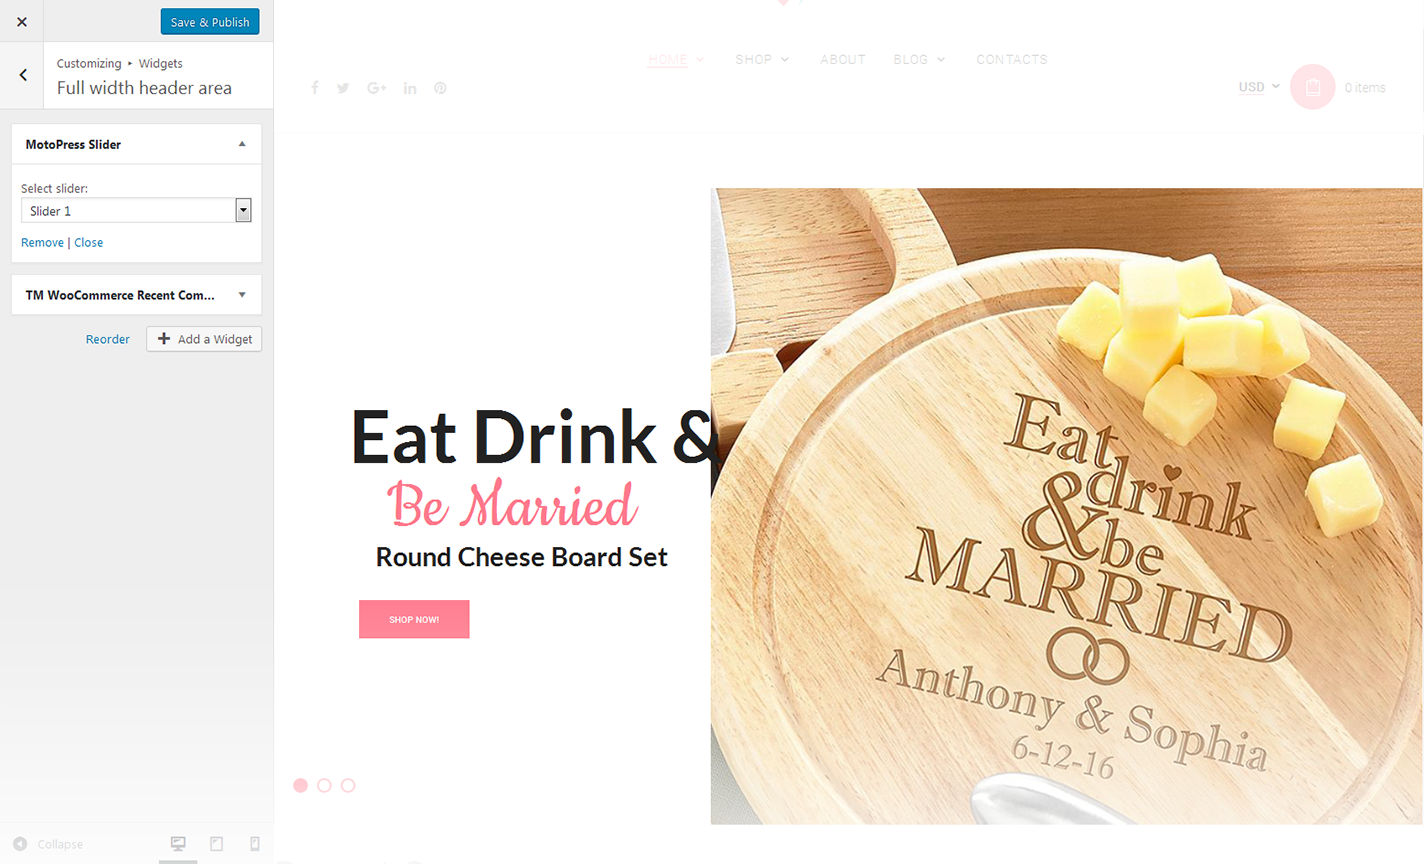 Save & Publish
Customizing ▸ Widgets
Full width header area
MotoPress Slider
Select slider:
Slider 1
Remove | Close
TM WooCommerce Recent Com...
Reorder
Add a Widget
Collapse
HOME SHOP ABOUT BLOG CONTACTS
USD
0 items
Eat Drink &
Be Married
Round Cheese Board Set
SHOP NOW!
Eat
drink
& be
MARRIED
Anthony & Sophia
6-12-16